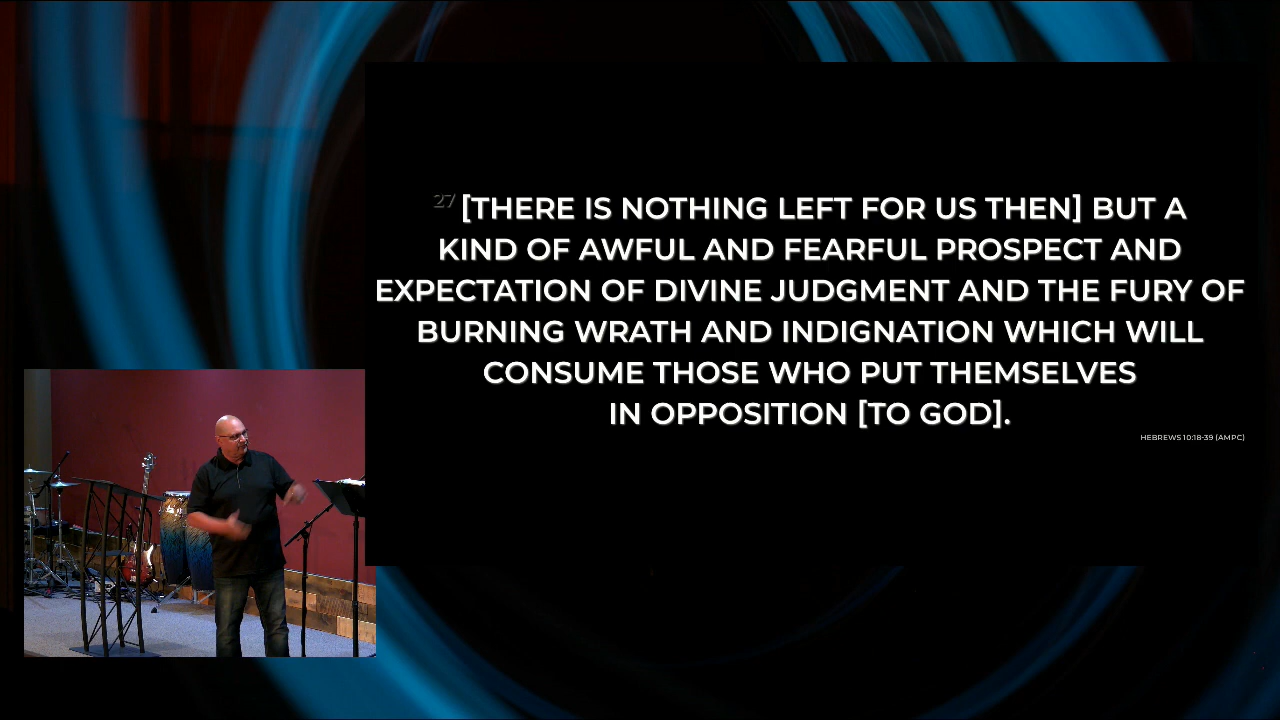 27 [THERE IS NOTHING LEFT FOR US THEN] BUT A
KIND OF AWFUL AND FEARFUL PROSPECT AND
EXPECTATION OF DIVINE JUDGMENT AND THE FURY OF
BURNING WRATH AND INDIGNATION WHICH WILL
CONSUME THOSE WHO PUT THEMSELVES
IN OPPOSITION [TO GOD].
HEBREWS 10:18-39 (AMPC)